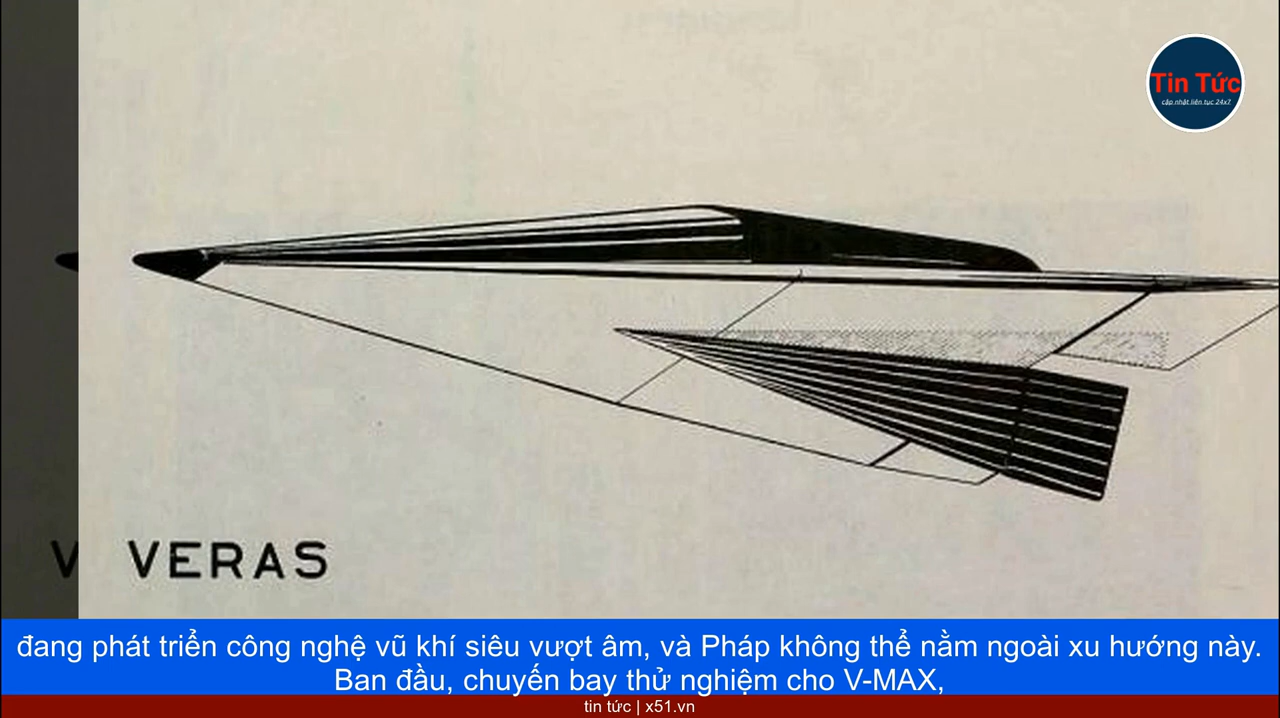 Tin Tức
cập.nhật.liên.tục.24x7
V VERAS
đang phát triển công nghệ vũ khí siêu vượt âm, và Pháp không thể nằm ngoài xu hướng này.
Ban đầu, chuyến bay thử nghiệm cho V-MAX,
tin tức | x51.vn